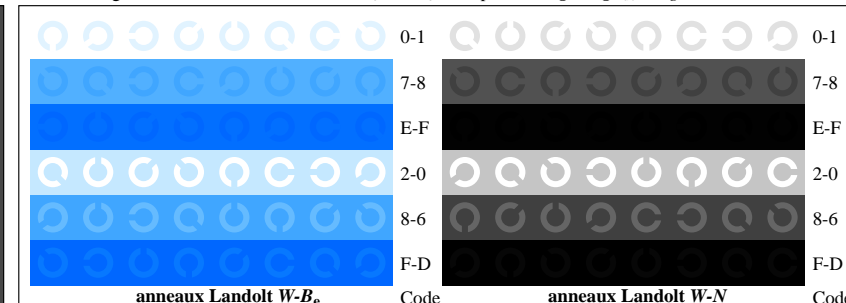 0-1 0-1
7-8 7-8
E-F E-F
2-0 2-0
8-6 8-6
F-D F-D
anneaux Landolt W-Be Code anneaux Landolt W-N Code